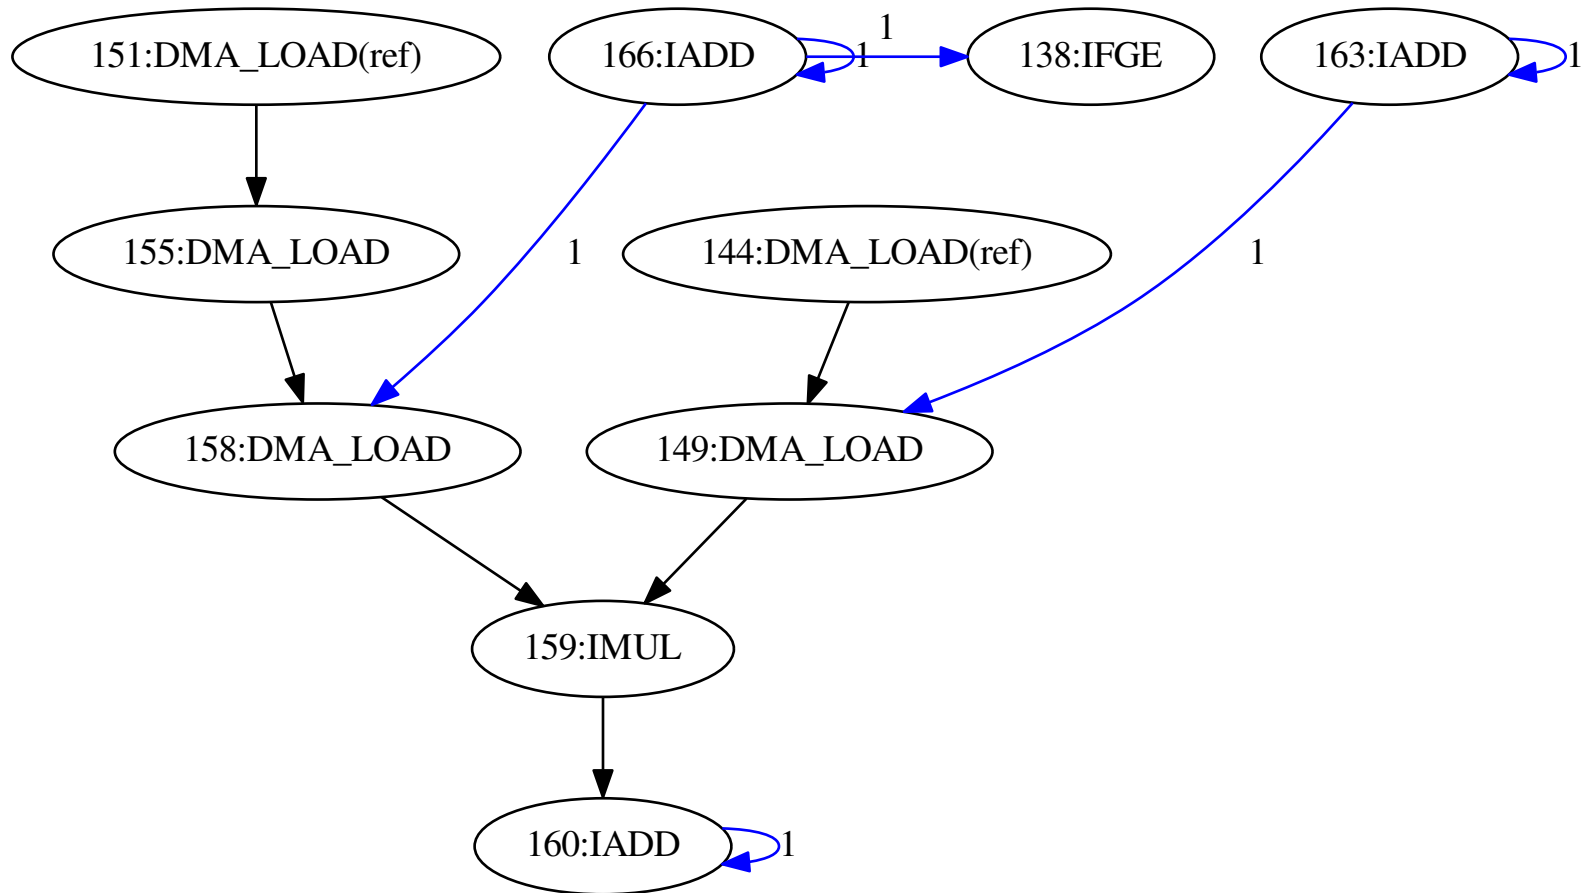 151:DMA_LOAD(ref)
166:IADD
1
1
138:IFGE
163:IADD
1
155:DMA_LOAD
1
144:DMA_LOAD(ref)
1
158:DMA_LOAD
149:DMA_LOAD
159:IMUL
160:IADD
1